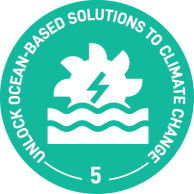 UNLOCK OCEAN-BASED SOLUTIONS TO CLIMATE CHANGE
5